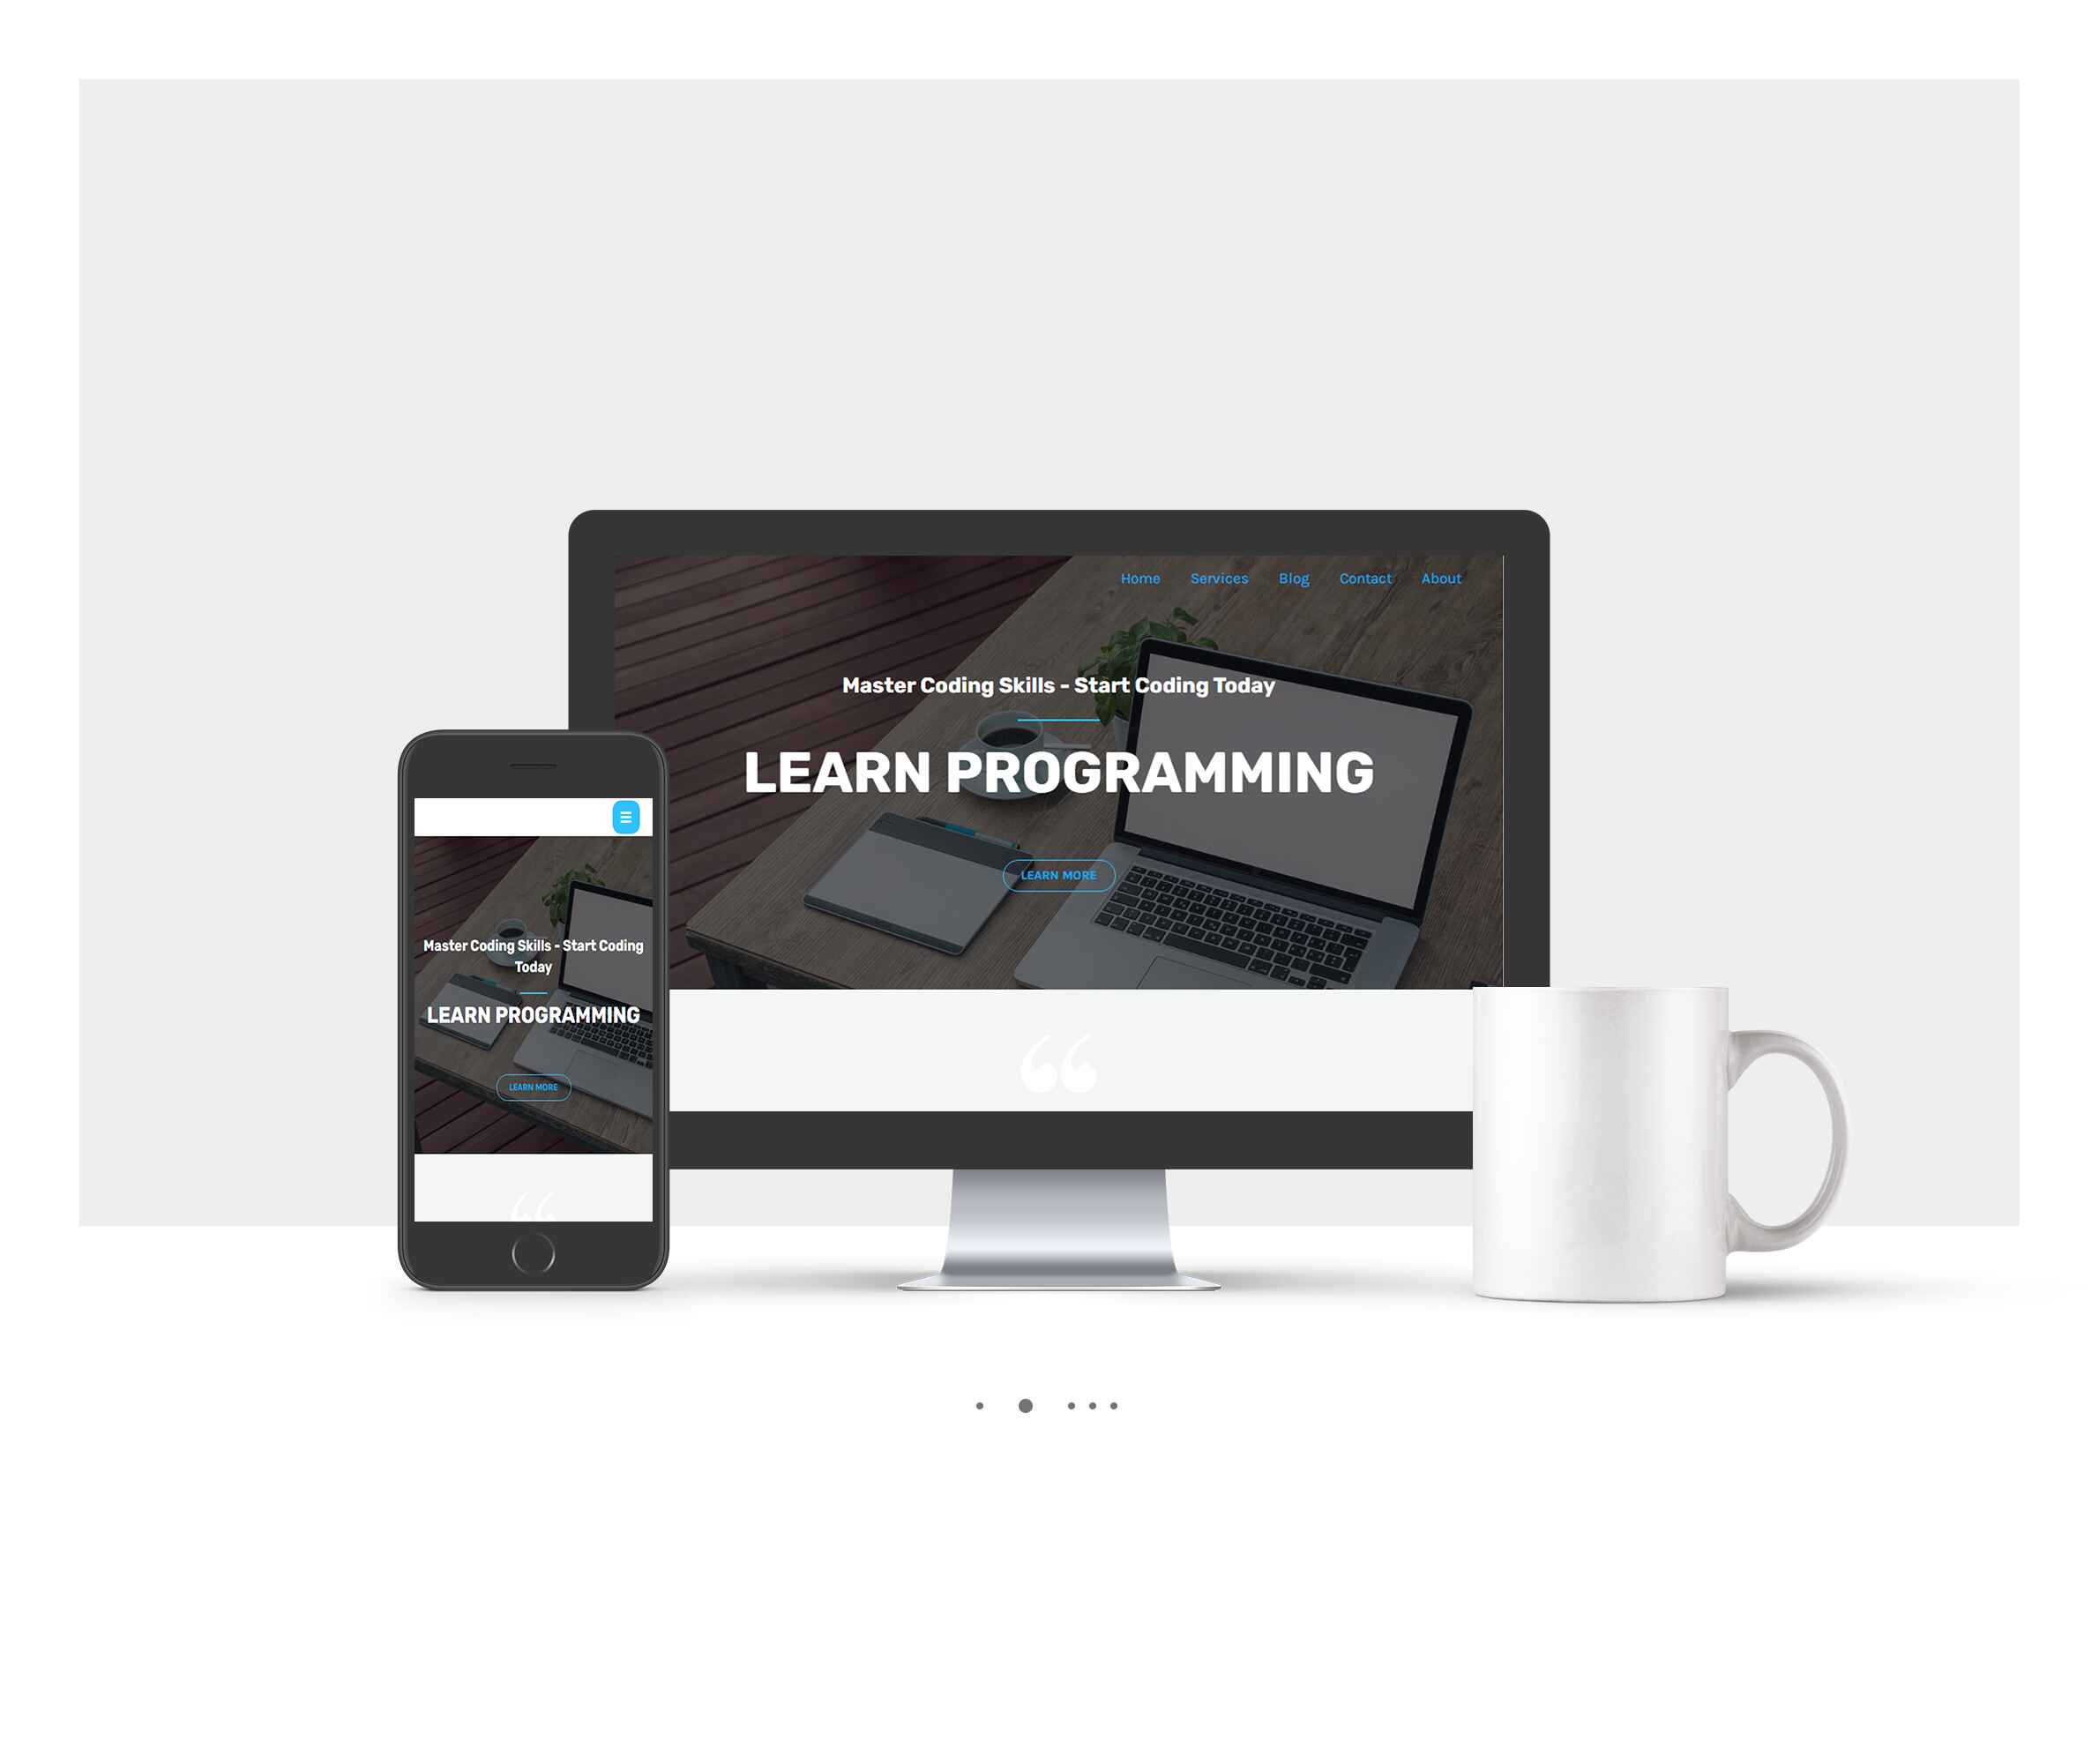 Home Services Blog Contact About
Master Coding Skills - Start Coding Today
LEARN PROGRAMMING
LEARN MORE
Master Coding Skills - Start Coding
Today
LEARN PROGRAMMING
LEARN MORE